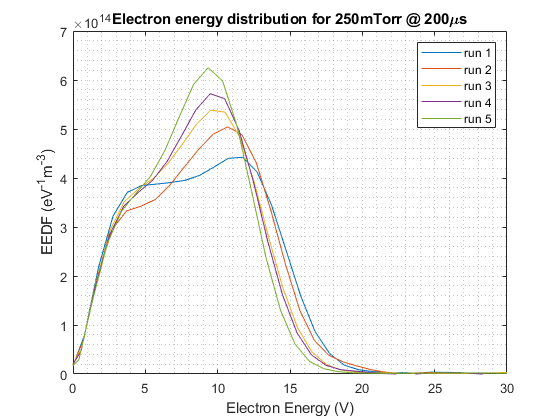 ×10^14
Electron energy distribution for 250mTorr @ 200μs
7
6
5
4
3
2
1
0
EEDF (eV^-1m^-3)
run 1
run 2
run 3
run 4
run 5
0 5 10 15 20 25 30
Electron Energy (V)